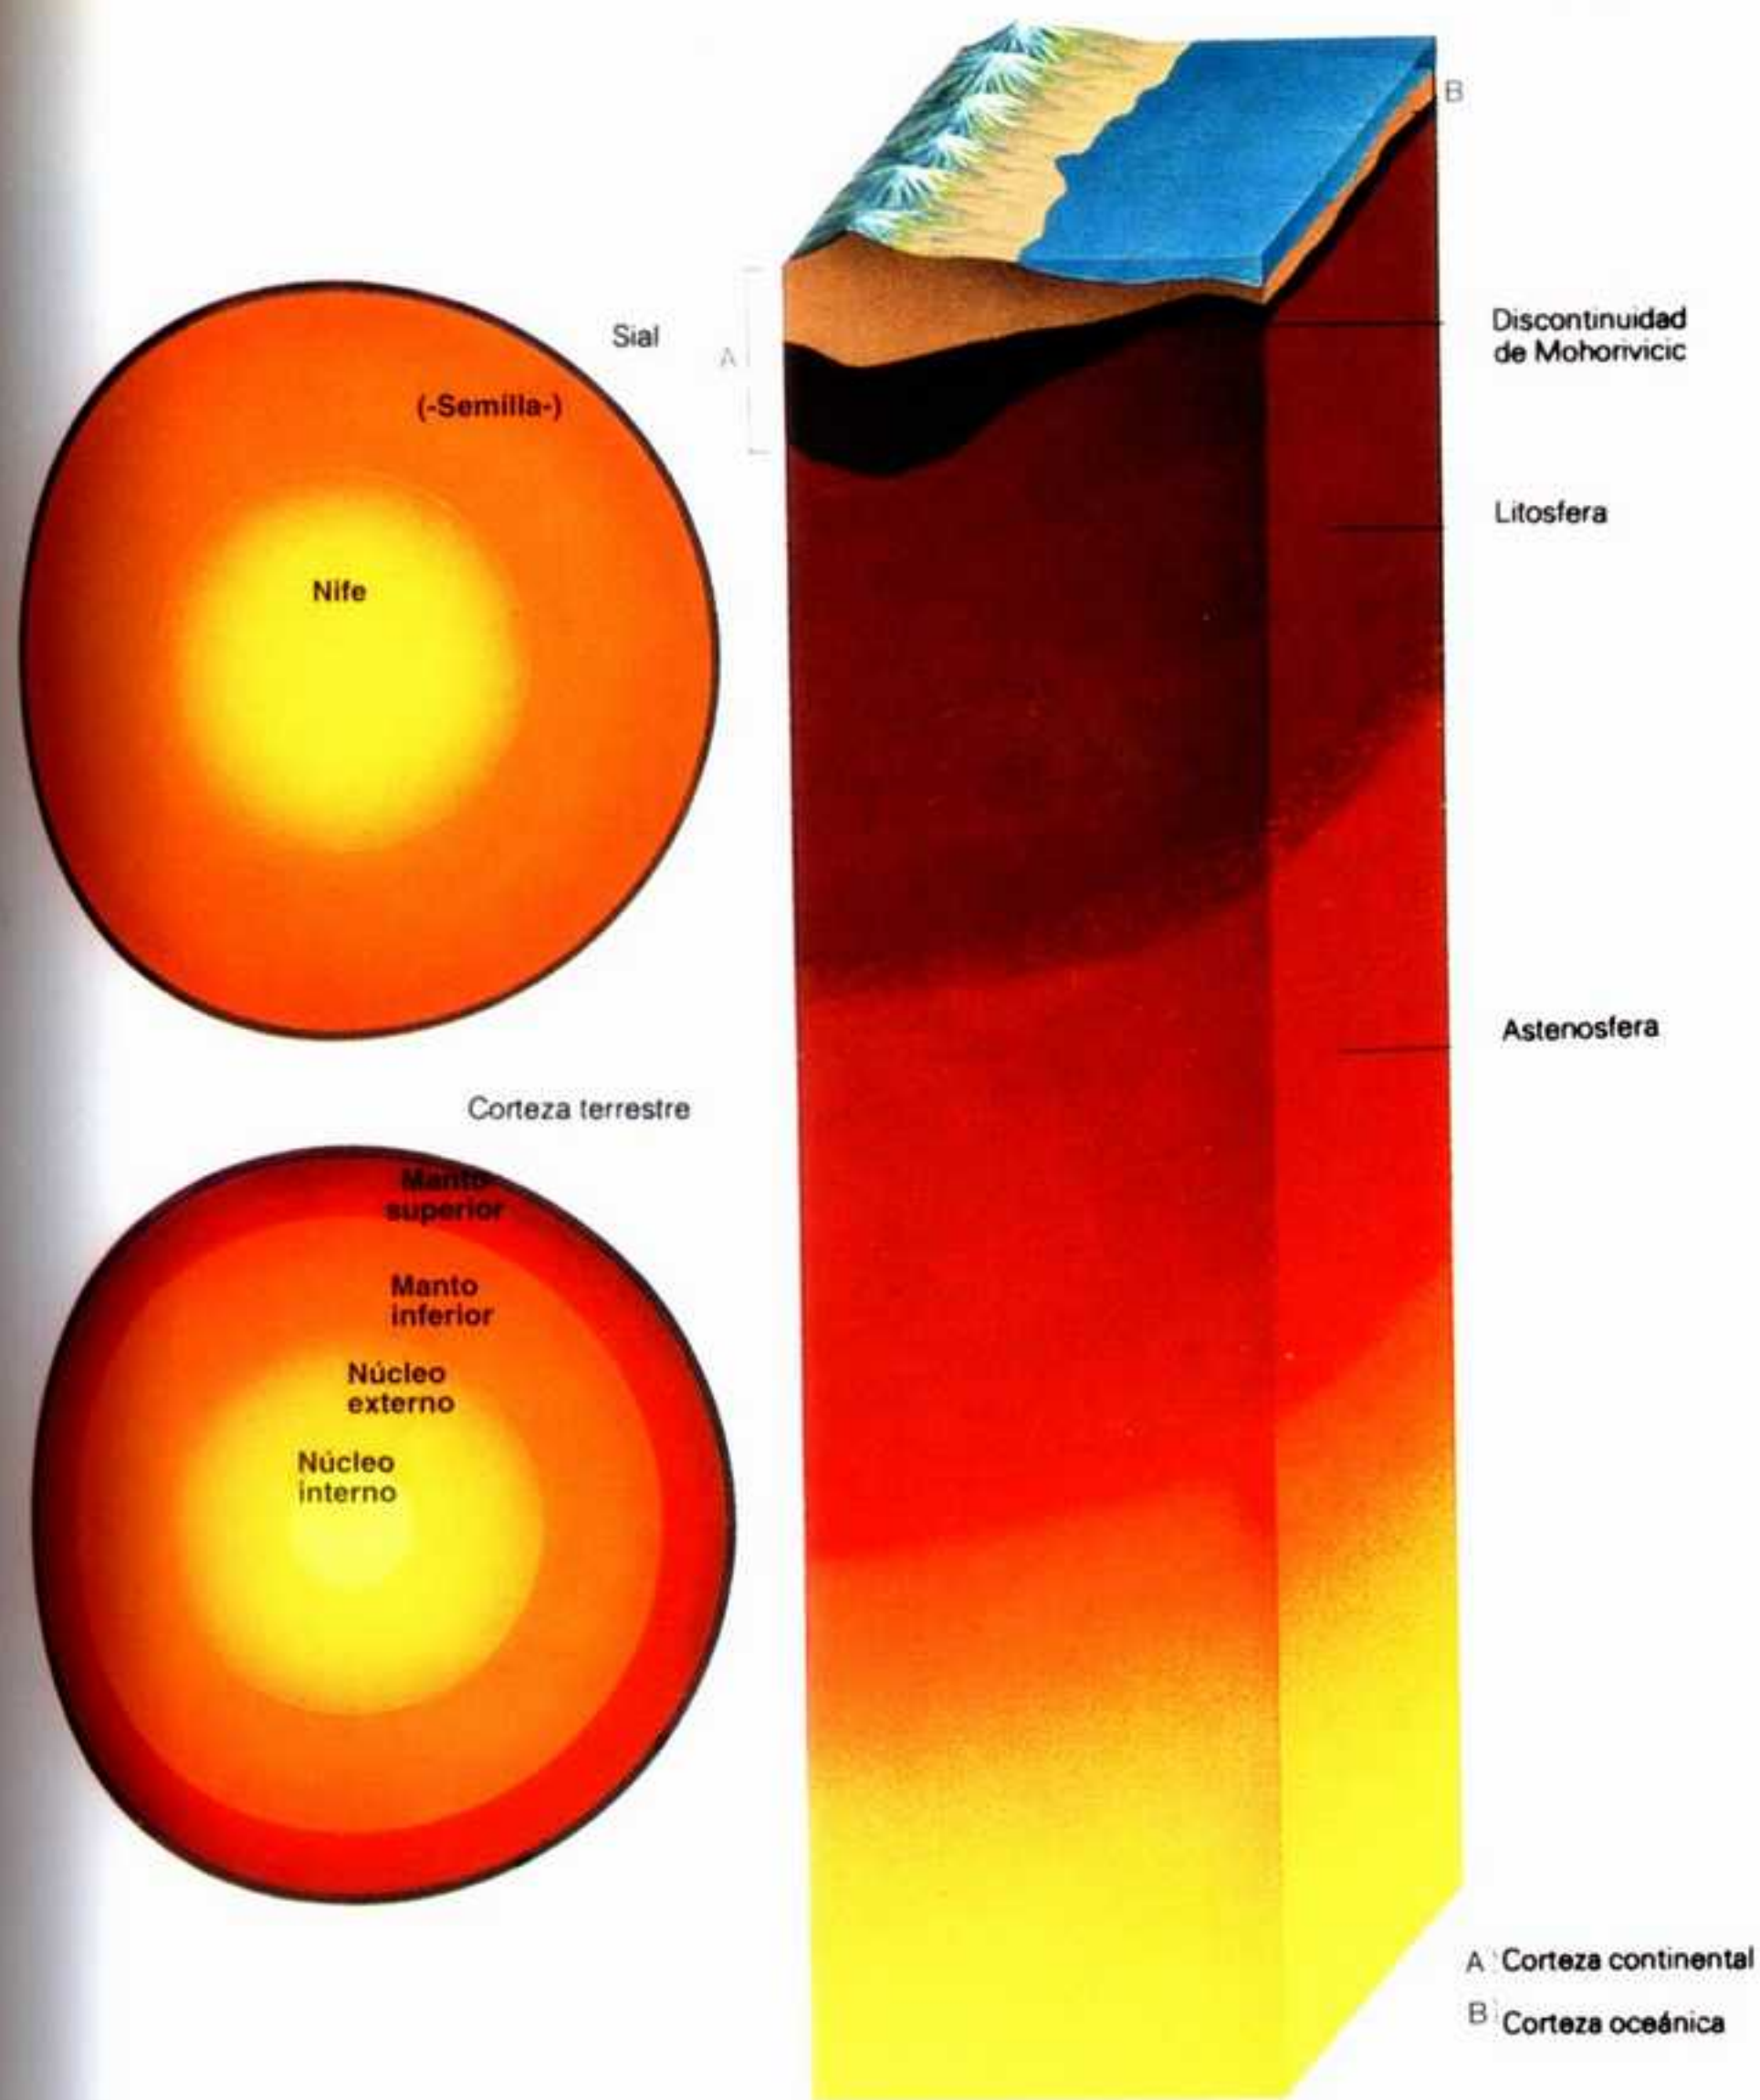 B
Discontinuidad
de Mohorivicic
Sial
A
(-Semilla-)
Litosfera
Nife
Astenosfera
Corteza terrestre
Manto
superior
Manto
inferior
Núcleo
externo
Núcleo
interno
A Corteza continental
B Corteza oceánica